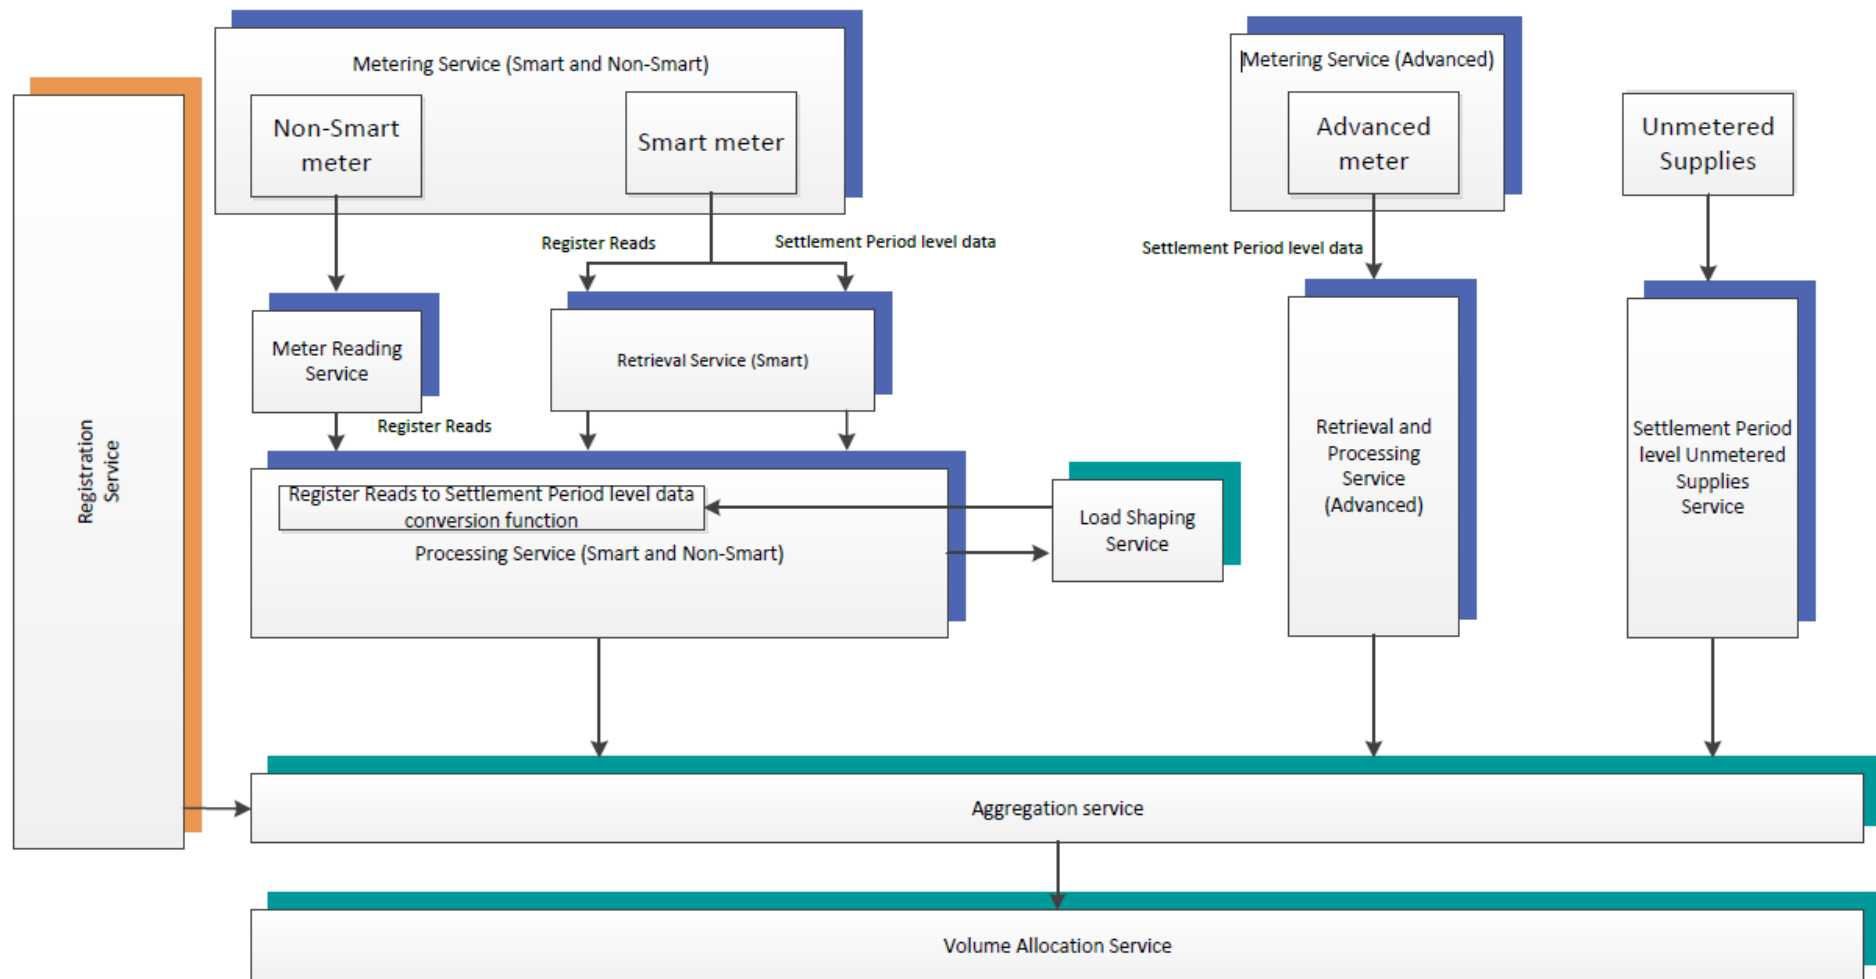 Metering Service (Smart and Non-Smart)
Non-Smart
meter
Smart meter
Metering Service (Advanced)
Advanced
meter
Unmetered
Supplies
Register Reads
Settlement Period level data
Settlement Period level data
Meter Reading
Service
Retrieval Service (Smart)
Register Reads
Registration
Service
Register Reads to Settlement Period level data
conversion function
Processing Service (Smart and Non-Smart)
Load Shaping
Service
Retrieval and
Processing
Service
(Advanced)
Settlement Period
level Unmetered
Supplies
Service
Aggregation service
Volume Allocation Service